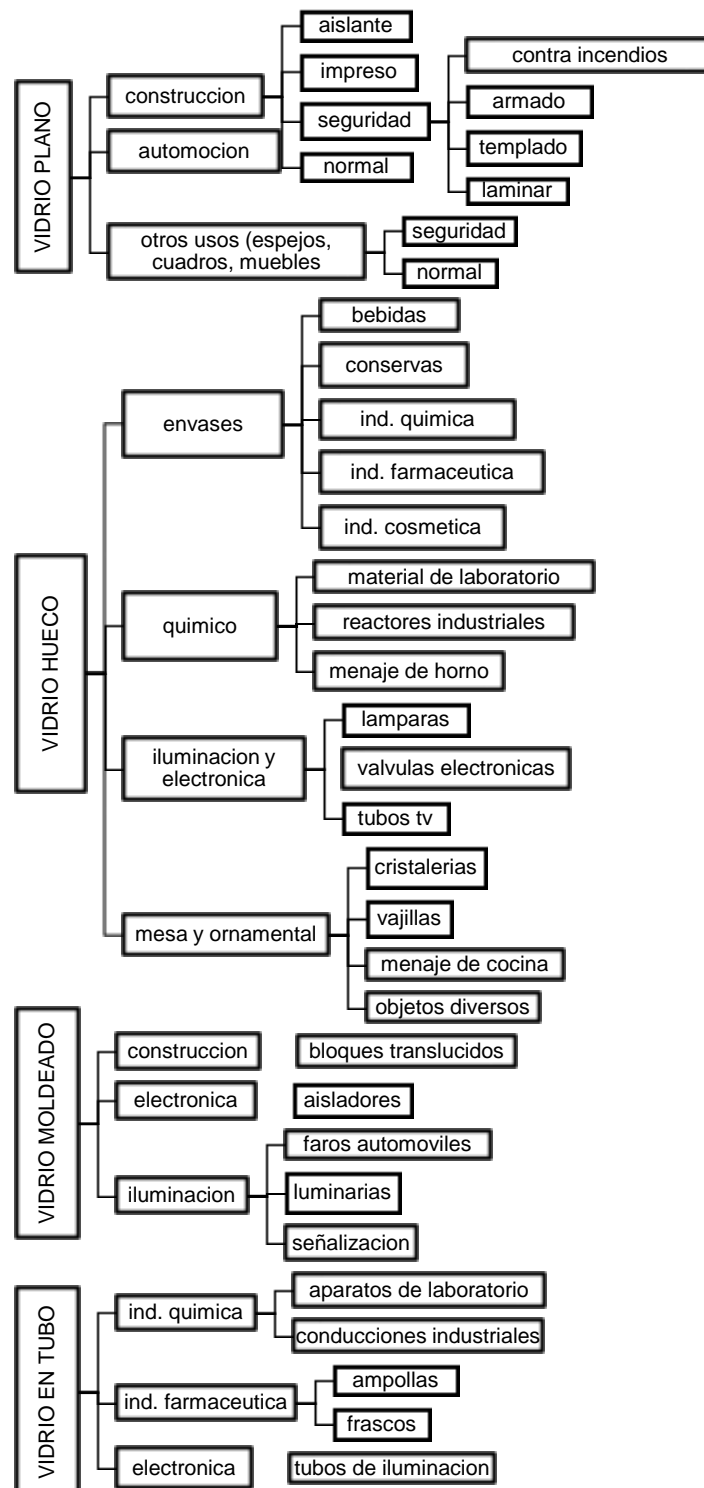 VIDRIO PLANO
construccion
aislante
impreso
seguridad
contra incendios
armado
templado
laminar
normal
automocion
otros usos (espejos,
cuadros, muebles
seguridad
normal
VIDRIO HUECO
envases
bebidas
conservas
ind. quimica
ind. farmaceutica
ind. cosmetica
quimico
material de laboratorio
reactores industriales
menaje de horno
iluminacion y
electronica
lamparas
valvulas electronicas
tubos tv
mesa y ornamental
cristalerias
vajillas
menaje de cocina
objetos diversos
VIDRIO MOLDEADO
construccion
bloques translucidos
electronica
aisladores
iluminacion
faros automoviles
luminarias
señalizacion
VIDRIO EN TUBO
ind. quimica
aparatos de laboratorio
conducciones industriales
ind. farmaceutica
ampollas
frascos
electronica
tubos de iluminacion